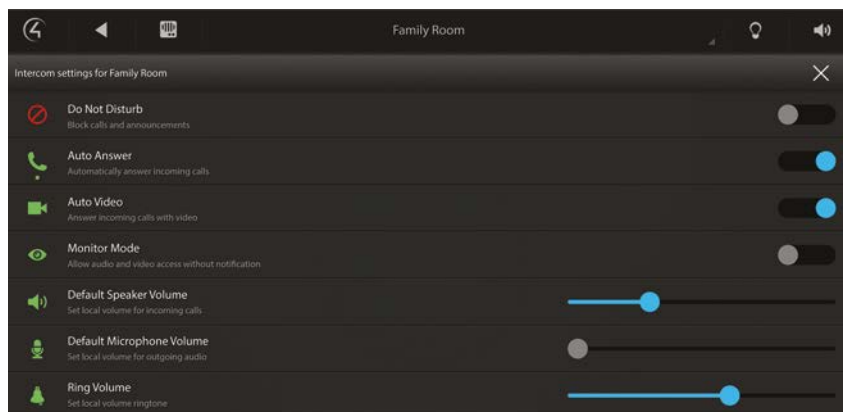 Family Room
Intercom settings for Family Room
Do Not Disturb
Block calls and announcements
Auto Answer
Automatically answer incoming calls
Auto Video
Answer incoming calls with video
Monitor Mode
Allow audio and video access without notification
Default Speaker Volume
Set local volume for incoming calls
Default Microphone Volume
Set local volume for outgoing audio
Ring Volume
Set local volume ringtone